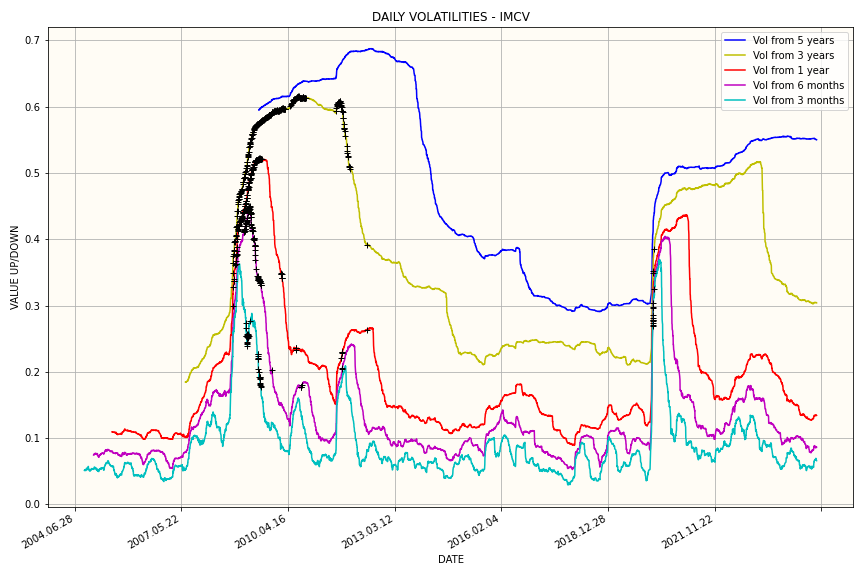 DAILY VOLATILITIES - IMCV
0.7
0.6
0.5
0.4
0.3
0.2
0.1
0.0
VALUE UP/DOWN
Vol from 5 years
Vol from 3 years
Vol from 1 year
Vol from 6 months
Vol from 3 months
2004.06.28
2007.05.22
2010.04.16
2013.03.12
2016.02.04
2018.12.28
2021.11.22
DATE